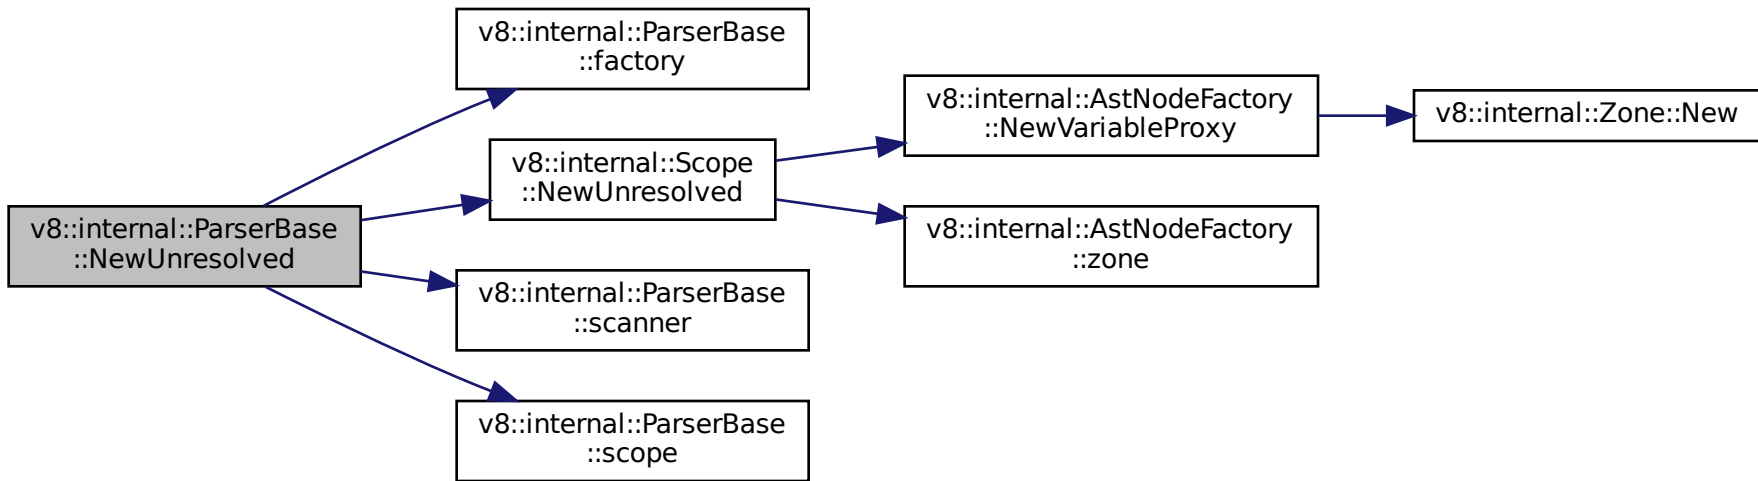 v8::internal::ParserBase
::NewUnresolved
v8::internal::ParserBase
::factory
v8::internal::Scope
::NewUnresolved
v8::internal::ParserBase
::scanner
v8::internal::ParserBase
::scope
v8::internal::AstNodeFactory
::NewVariableProxy
v8::internal::AstNodeFactory
::zone
v8::internal::Zone::New